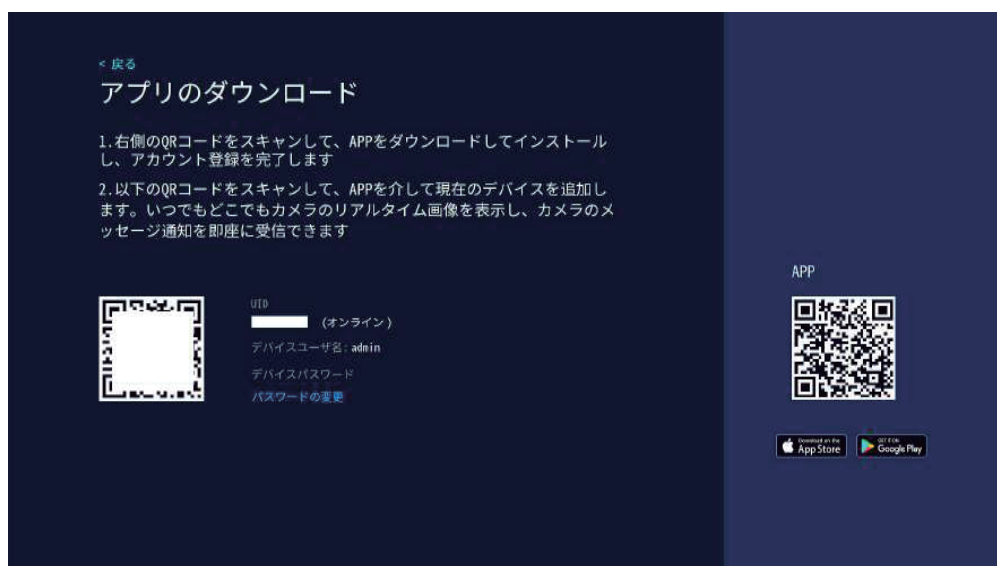 < 戻る
アプリのダウンロード
1.右側のQRコードをスキャンして、APPをダウンロードしてインストール
し、アカウント登録を完了します
2.以下のQRコードをスキャンして、APPを介して現在のデバイスを追加し
ます。いつでもどこでもカメラのリアルタイム画像を表示し、カメラのメ
ッセージ通知を即座に受信できます
UID
(オンライン)
デバイスユーザ名:admin
デバイスパスワード
パスワードの変更
APP
Download on the
App Store
GET IT ON
Google Play